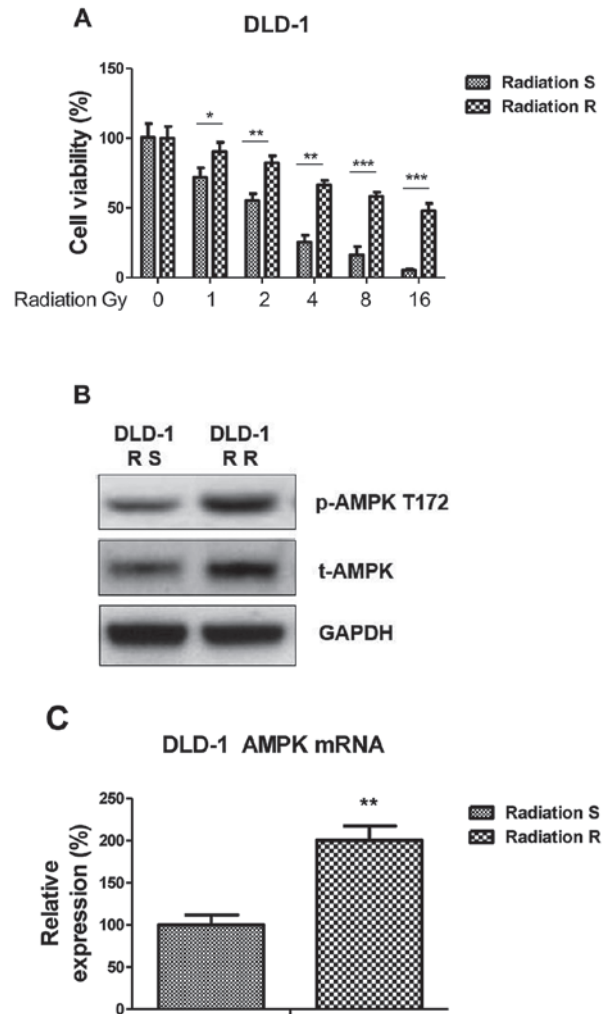 A
DLD-1
Cell viability (%)
150
100
50
0
* ** ** *** ***
Radiation S
Radiation R
Radiation Gy 0 1 2 4 8 16
B
DLD-1 DLD-1
R S R R
p-AMPK T172
t-AMPK
GAPDH
C
DLD-1 AMPK mRNA
Relative
expression (%)
250
200
150
100
50
0
**
Radiation S
Radiation R